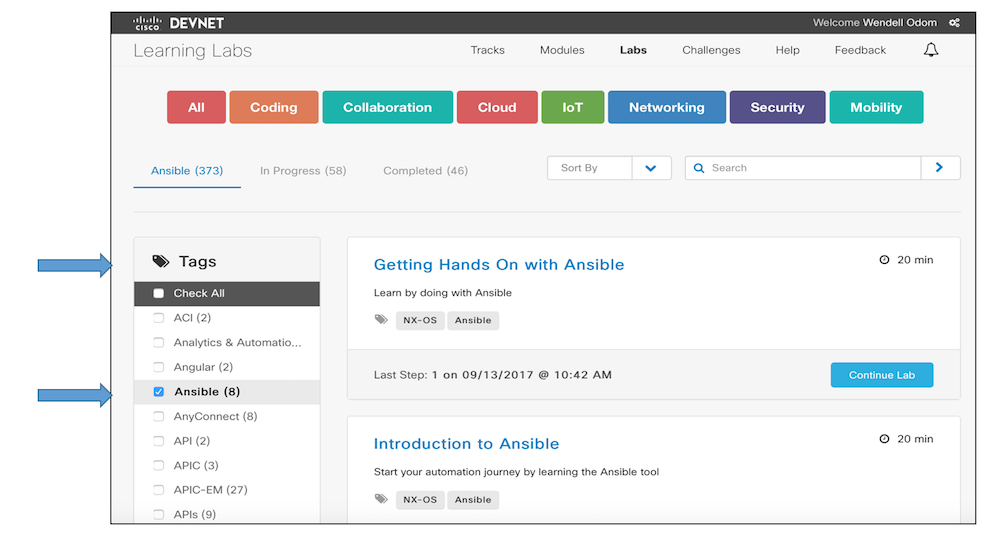 CISCO DEVNET Welcome Wendell Odom
Learning Labs Tracks Modules Labs Challenges Help Feedback
All Coding Collaboration Cloud IoT Networking Security Mobility
Ansible (373) In Progress (58) Completed (46) Sort By Search
Tags
Check All
ACI (2)
Analytics & Automatio...
Angular (2)
Ansible (8)
AnyConnect (8)
API (2)
APIC (3)
APIC-EM (27)
APIs (9)
Getting Hands On with Ansible 20 min
Learn by doing with Ansible
NX-OS Ansible
Last Step: 1 on 09/13/2017 @ 10:42 AM Continue Lab
Introduction to Ansible 20 min
Start your automation journey by learning the Ansible tool
NX-OS Ansible